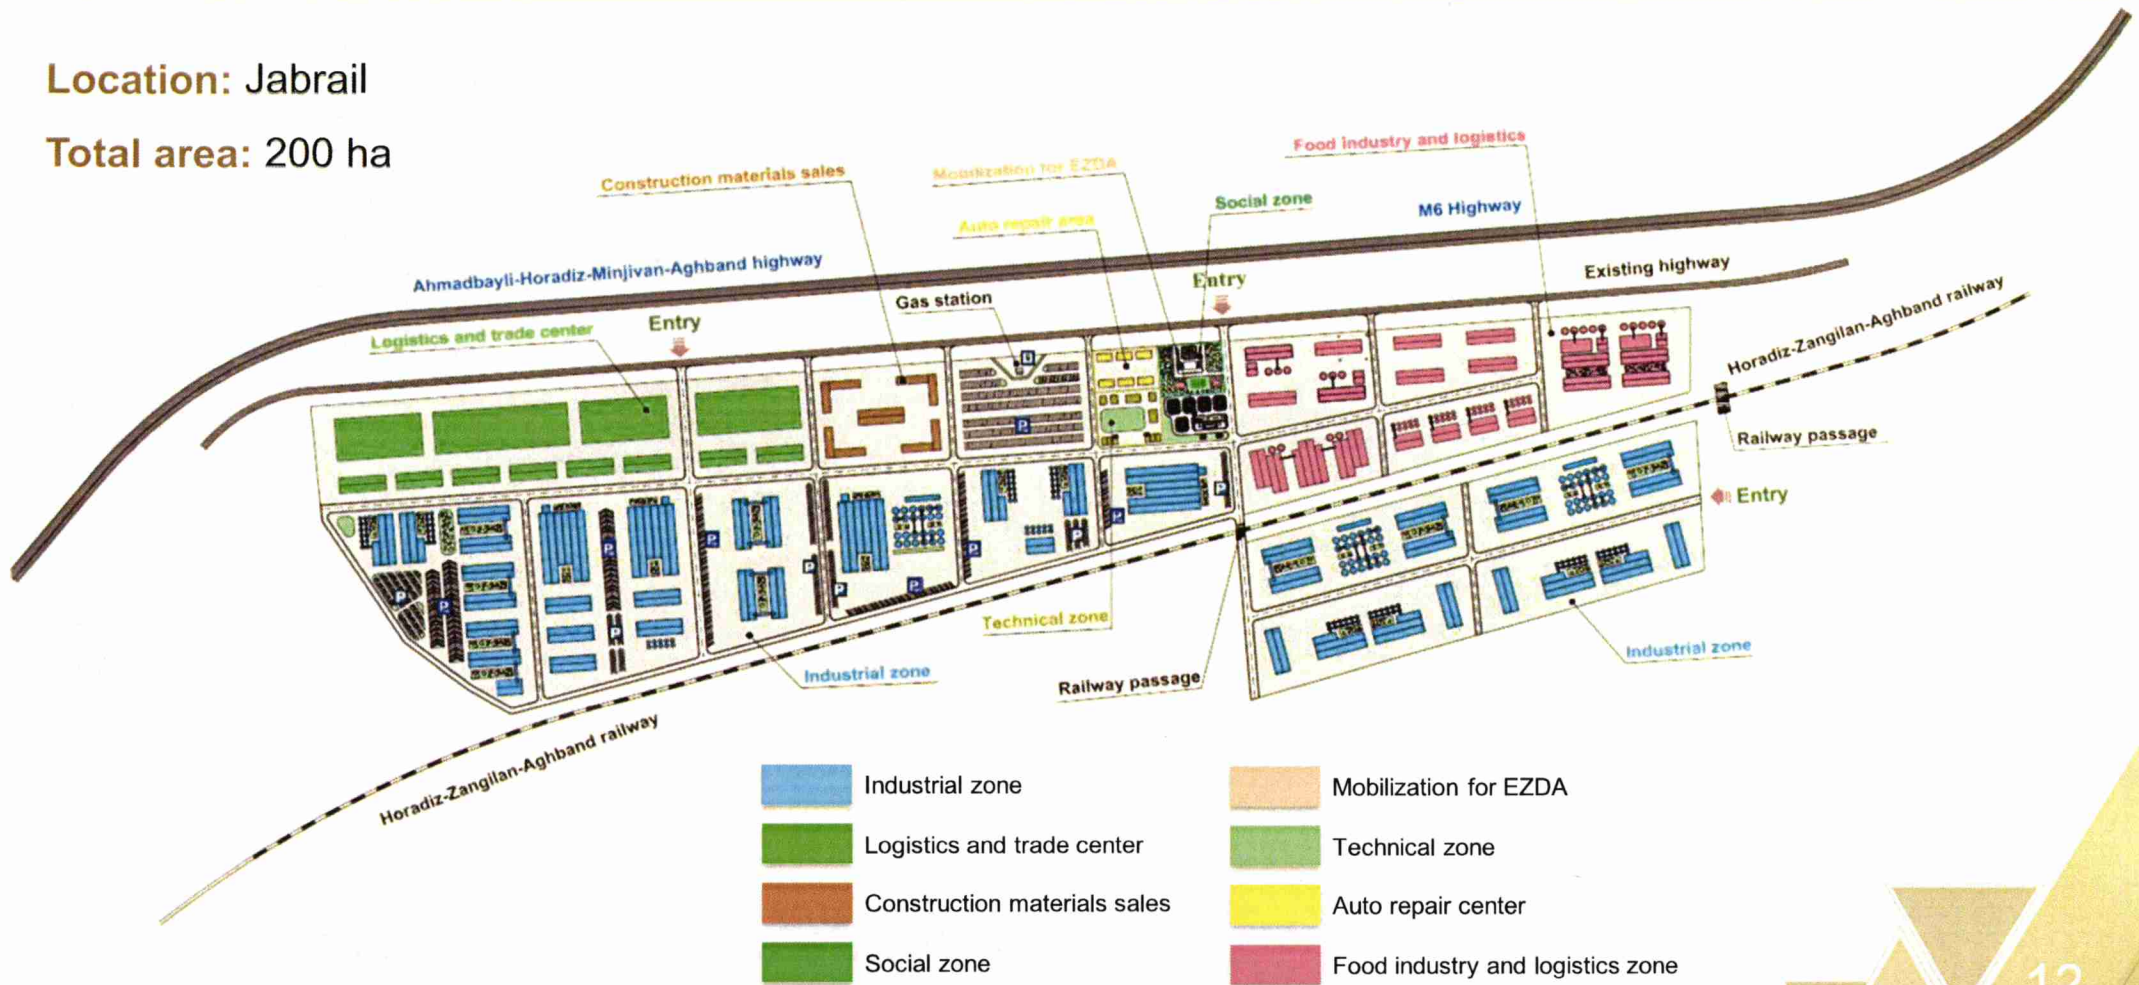 Location: Jabrail
Total area: 200 ha
Food industry and logistics
Construction materials sales
Mobilization for EZDA
Social zone
M6 Highway
Auto repair area
Ahmadbayli-Horadiz-Minjivan-Aghband highway
Existing highway
Entry
Gas station
Horadiz-Zangilan-Aghband railway
Logistics and trade center
Entry
P
Railway passage
Entry
P
P
P
P
P
P
P
P
P
P
P
P
P
Technical zone
Industrial zone
Industrial zone
Railway passage
Horadiz-Zangilan-Aghband railway
Industrial zone
Mobilization for EZDA
Logistics and trade center
Technical zone
Construction materials sales
Auto repair center
Social zone
Food industry and logistics zone
12